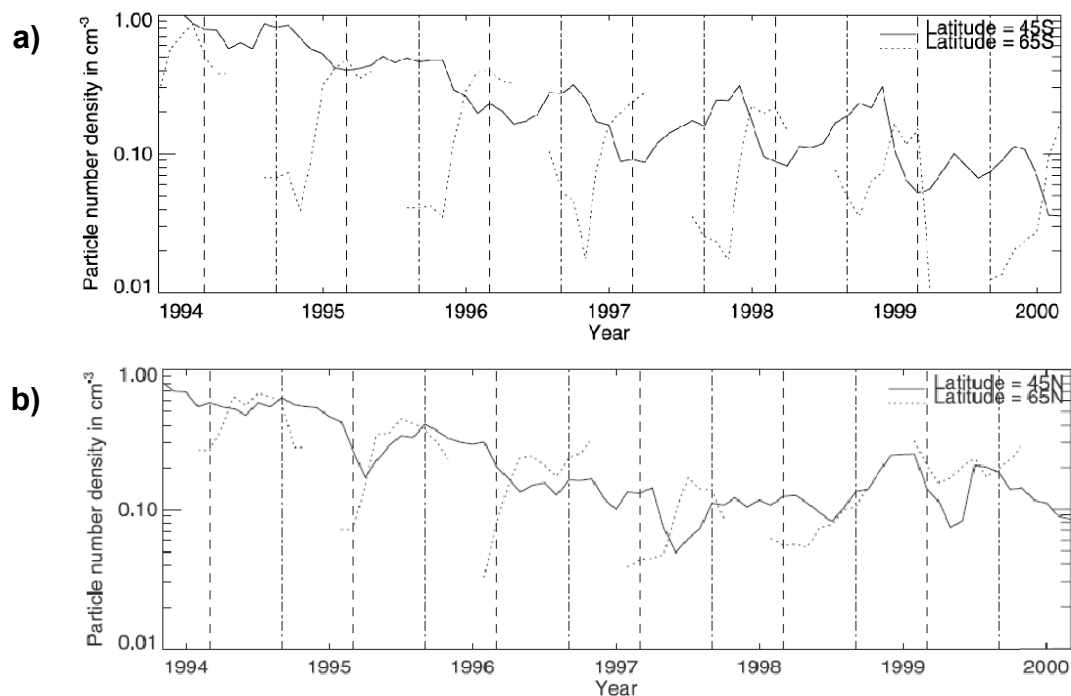 a)
Particle number density in cm⁻³
1.00
0.10
0.01
Latitude = 45S
Latitude = 65S
1994 1995 1996 1997 1998 1999 2000
Year
b)
Particle number density in cm⁻³
1.00
0.10
0.01
Latitude = 45N
Latitude = 65N
1994 1995 1996 1997 1998 1999 2000
Year